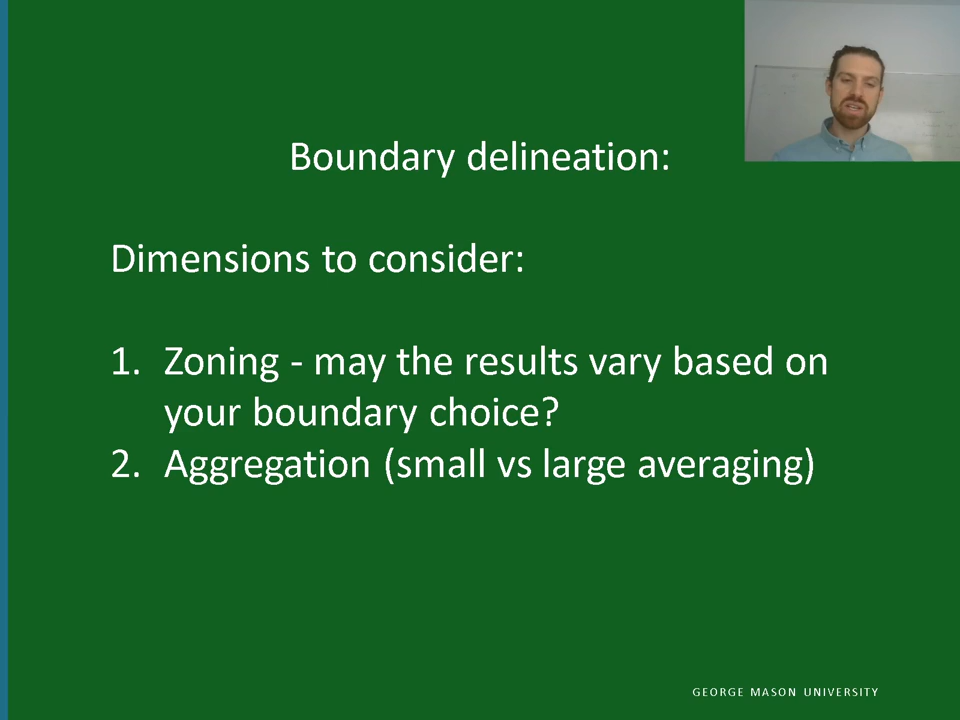 Boundary delineation:
Dimensions to consider:
1. Zoning - may the results vary based on
your boundary choice?
2. Aggregation (small vs large averaging)
GEORGE MASON UNIVERSITY